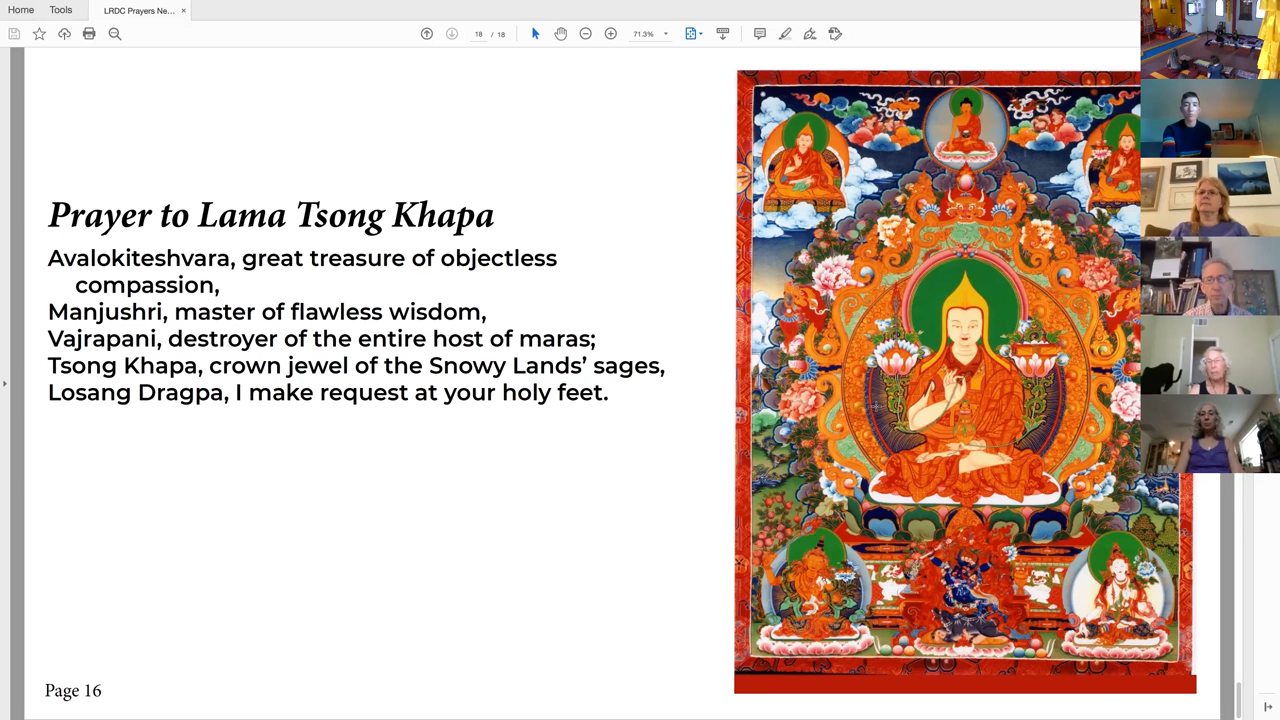 Home
Tools
LRDC Prayers Ne...
18 / 18
71.3%
Prayer to Lama Tsong Khapa
Avalokiteshvara, great treasure of objectless
compassion,
Manjushri, master of flawless wisdom,
Vajrapani, destroyer of the entire host of maras;
Tsong Khapa, crown jewel of the Snowy Lands’ sages,
Losang Dragpa, I make request at your holy feet.
Page 16